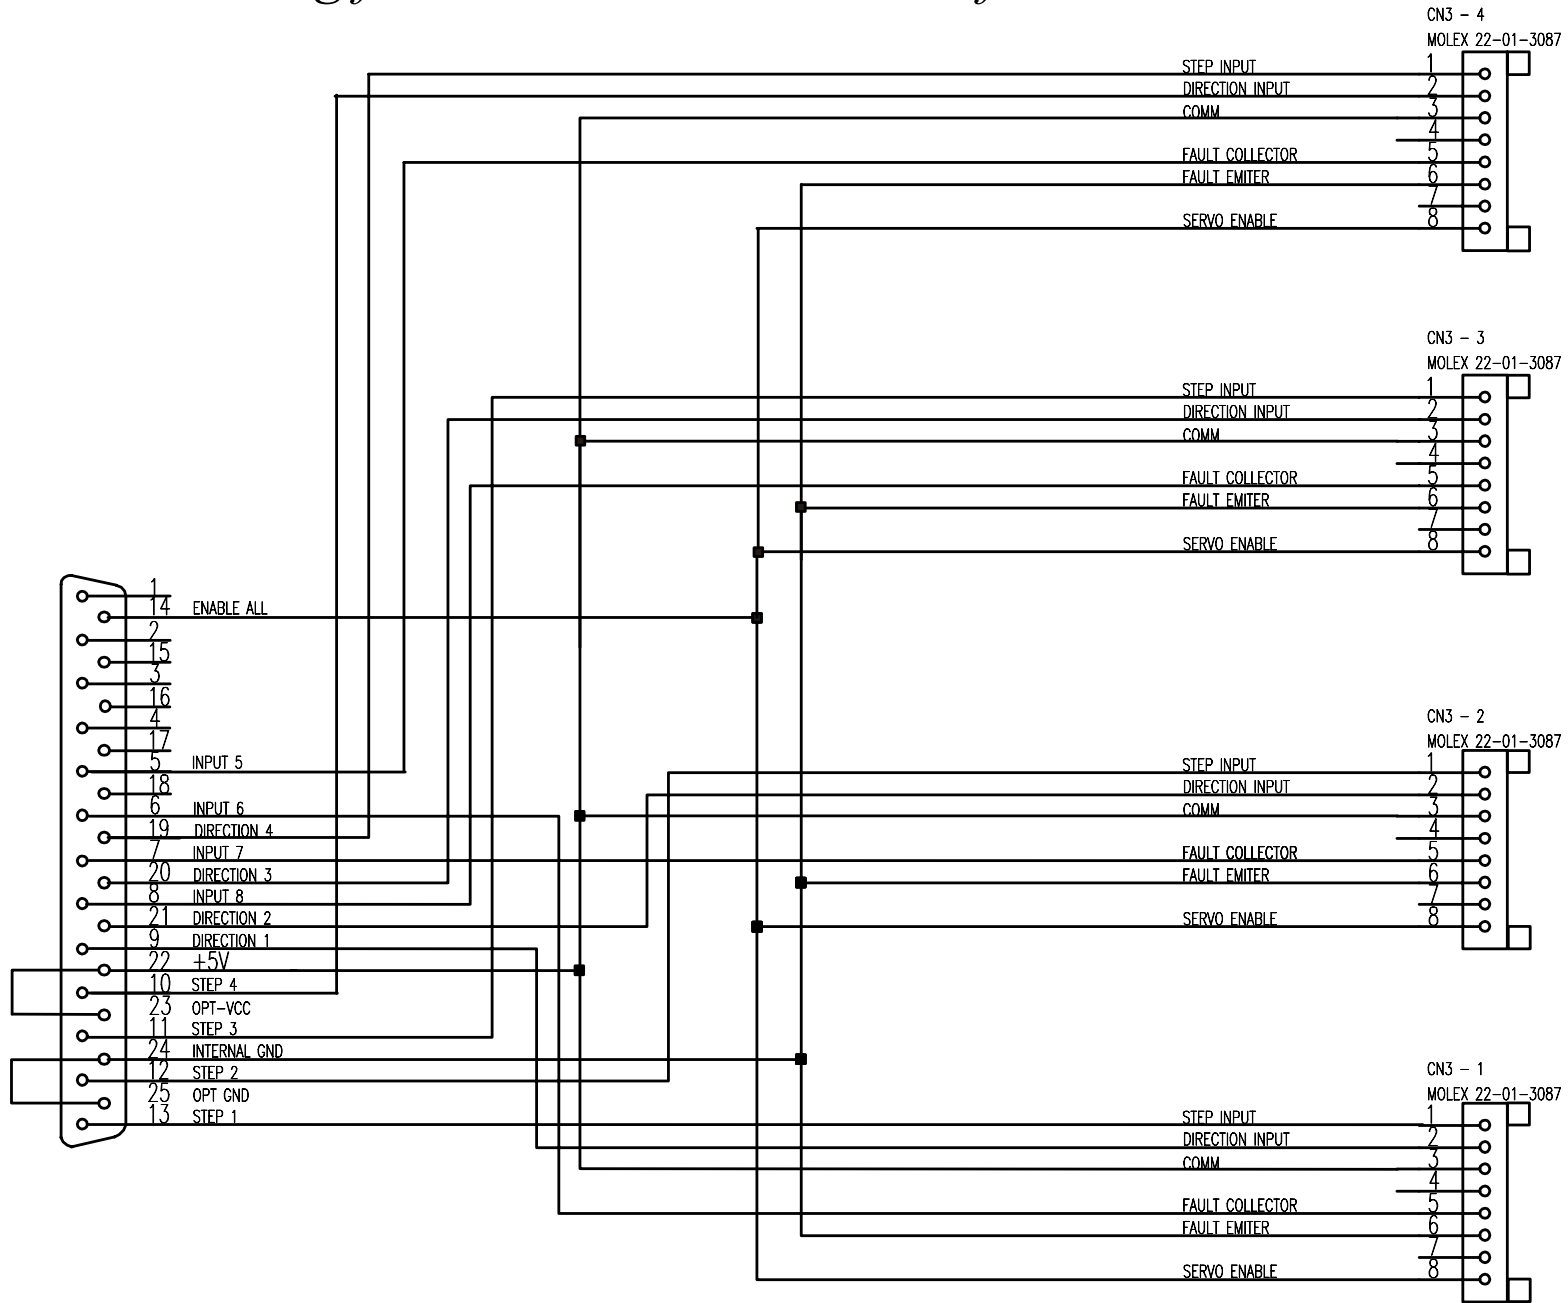 CN3 - 4
MOLEX 22-01-3087
STEP INPUT 1
DIRECTION INPUT 2
COMM 3
4
FAULT COLLECTOR 5
FAULT EMITER 6
7
SERVO ENABLE 8
CN3 - 3
MOLEX 22-01-3087
STEP INPUT 1
DIRECTION INPUT 2
COMM 3
4
FAULT COLLECTOR 5
FAULT EMITER 6
7
SERVO ENABLE 8
1
14 ENABLE ALL
2
15
3
16
4
17
5 INPUT 5
18
6 INPUT 6
19 DIRECTION 4
7 INPUT 7
20 DIRECTION 3
8 INPUT 8
21 DIRECTION 2
9 DIRECTION 1
22 +5V
10 STEP 4
23 OPT-VCC
11 STEP 3
24 INTERNAL GND
12 STEP 2
25 OPT GND
13 STEP 1
CN3 - 2
MOLEX 22-01-3087
STEP INPUT 1
DIRECTION INPUT 2
COMM 3
4
FAULT COLLECTOR 5
FAULT EMITER 6
7
SERVO ENABLE 8
CN3 - 1
MOLEX 22-01-3087
STEP INPUT 1
DIRECTION INPUT 2
COMM 3
4
FAULT COLLECTOR 5
FAULT EMITER 6
7
SERVO ENABLE 8